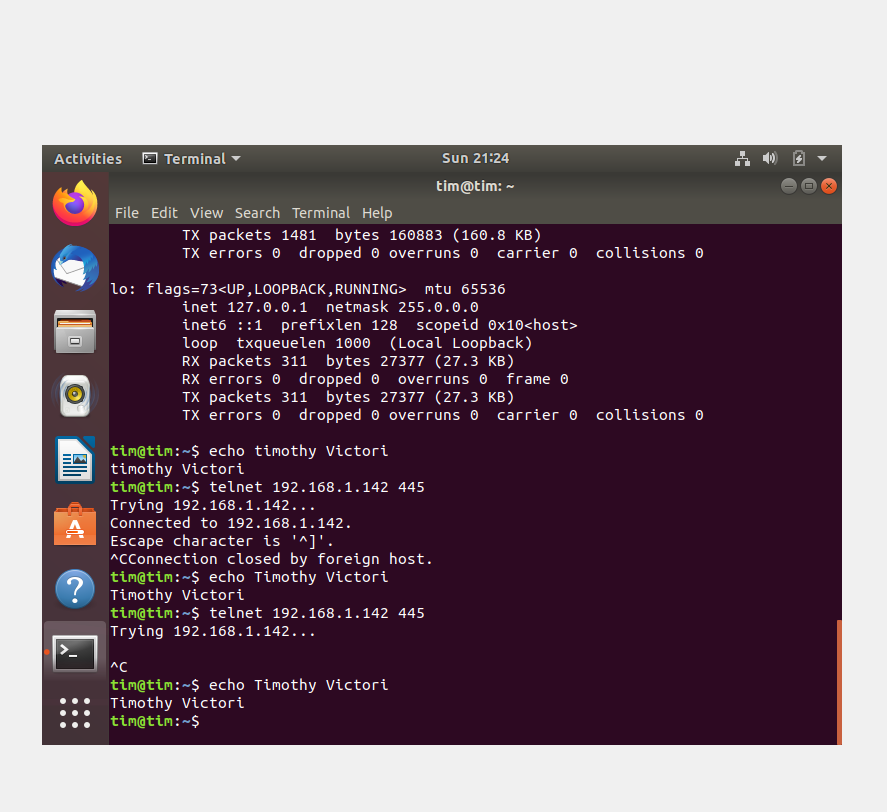 Activities Terminal Sun 21:24
tim@tim: ~
File Edit View Search Terminal Help
TX packets 1481  bytes 160883 (160.8 KB)
TX errors 0  dropped 0 overruns 0  carrier 0  collisions 0
lo: flags=73<UP,LOOPBACK,RUNNING>  mtu 65536
inet 127.0.0.1  netmask 255.0.0.0
inet6 ::1  prefixlen 128  scopeid 0x10<host>
loop  txqueuelen 1000  (Local Loopback)
RX packets 311  bytes 27377 (27.3 KB)
RX errors 0  dropped 0  overruns 0  frame 0
TX packets 311  bytes 27377 (27.3 KB)
TX errors 0  dropped 0 overruns 0  carrier 0  collisions 0
tim@tim:~$ echo timothy Victori
timothy Victori
tim@tim:~$ telnet 192.168.1.142 445
Trying 192.168.1.142...
Connected to 192.168.1.142.
Escape character is '^]'.
^CConnection closed by foreign host.
tim@tim:~$ echo Timothy Victori
Timothy Victori
tim@tim:~$ telnet 192.168.1.142 445
Trying 192.168.1.142...
^C
tim@tim:~$ echo Timothy Victori
Timothy Victori
tim@tim:~$